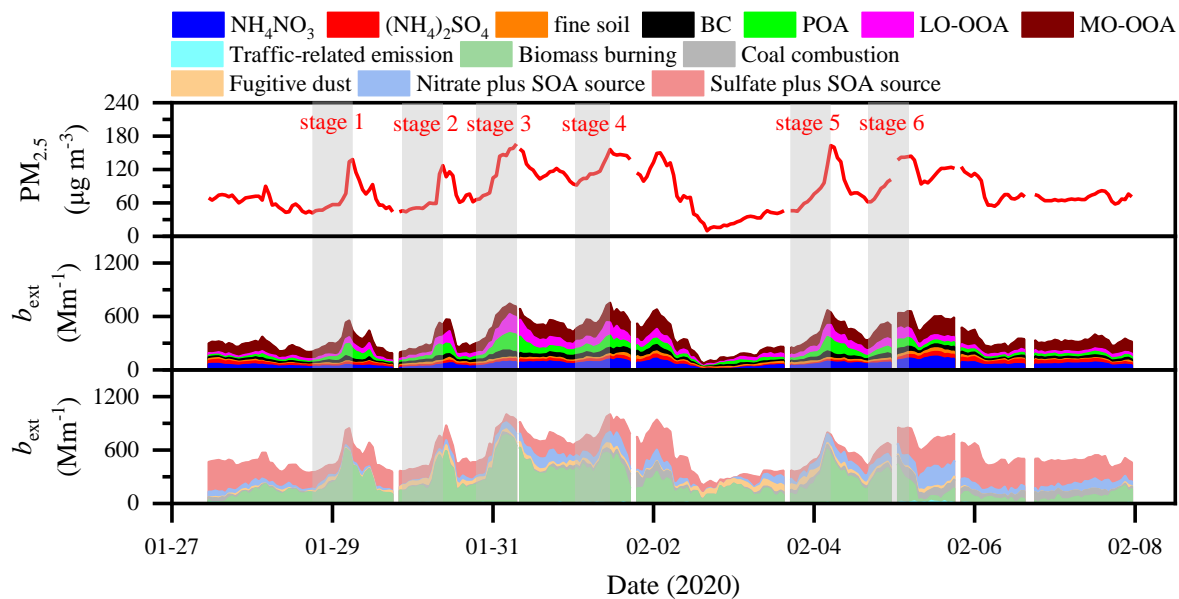 NH₄NO₃ (NH₄)₂SO₄ fine soil BC POA LO-OOA MO-OOA
Traffic-related emission Biomass burning Coal combustion
Fugitive dust Nitrate plus SOA source Sulfate plus SOA source
240
180
120
60
0
PM₂.₅
(μg m⁻³)
stage 1 stage 2 stage 3 stage 4 stage 5 stage 6
1200
600
0
b_ext
(Mm⁻¹)
1200
600
0
b_ext
(Mm⁻¹)
01-27 01-29 01-31 02-02 02-04 02-06 02-08
Date (2020)